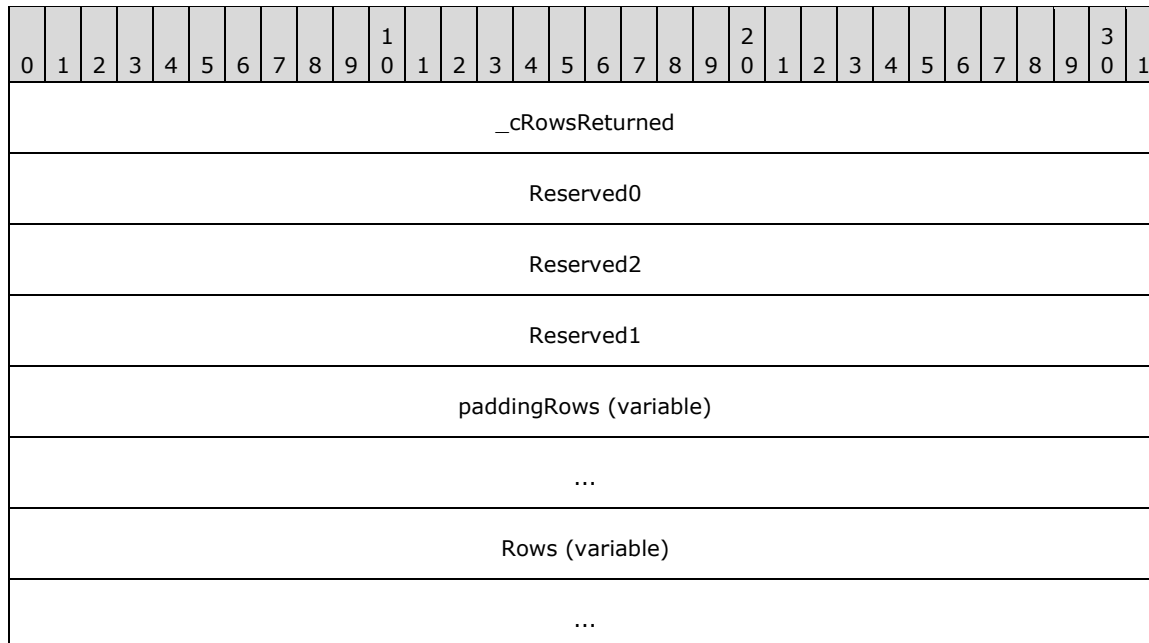 1 2 3
0 1 2 3 4 5 6 7 8 9 0 1 2 3 4 5 6 7 8 9 0 1 2 3 4 5 6 7 8 9 0 1
_cRowsReturned
Reserved0
Reserved2
Reserved1
paddingRows (variable)
...
Rows (variable)
...